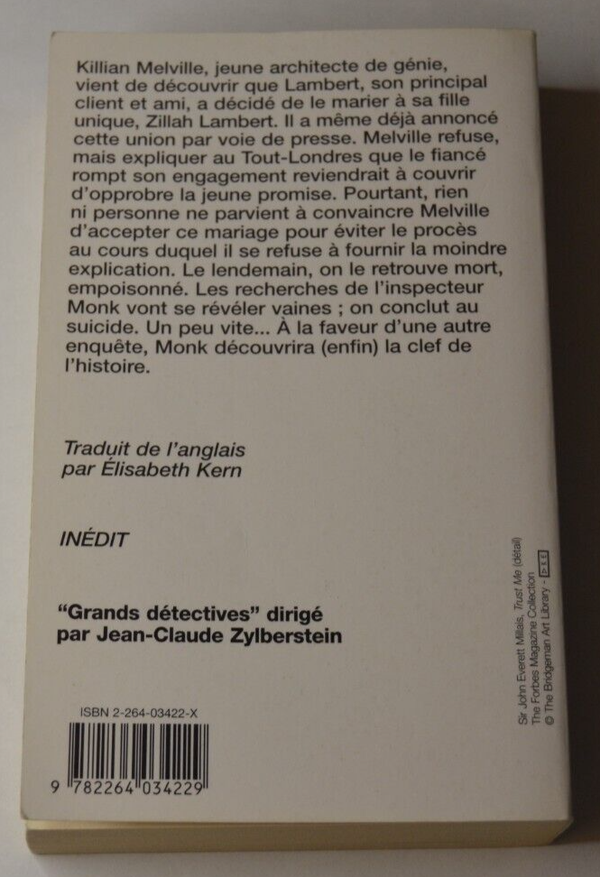 Killian Melville, jeune architecte de génie,
vient de découvrir que Lambert, son principal
client et ami, a décidé de le marier à sa fille
unique, Zillah Lambert. Il a même déjà annoncé
cette union par voie de presse. Melville refuse,
mais expliquer au Tout-Londres que le fiancé
rompt son engagement reviendrait à couvrir
d'opprobre la jeune promise. Pourtant, rien
ni personne ne parvient à convaincre Melville
d'accepter ce mariage pour éviter le procès
au cours duquel il se refuse à fournir la moindre
explication. Le lendemain, on le retrouve mort,
empoisonné. Les recherches de l'inspecteur
Monk vont se révéler vaines ; on conclut au
suicide. Un peu vite... À la faveur d'une autre
enquête, Monk découvrira (enfin) la clef de
l'histoire.
Traduit de l'anglais
par Élisabeth Kern
INÉDIT
"Grands détectives" dirigé
par Jean-Claude Zylberstein
ISBN 2-264-03422-X
9 782264 034229
Sir John Everett Millais, Trust Me (détail)
The Forbes Magazine Collection
© The Bridgeman Art Library -